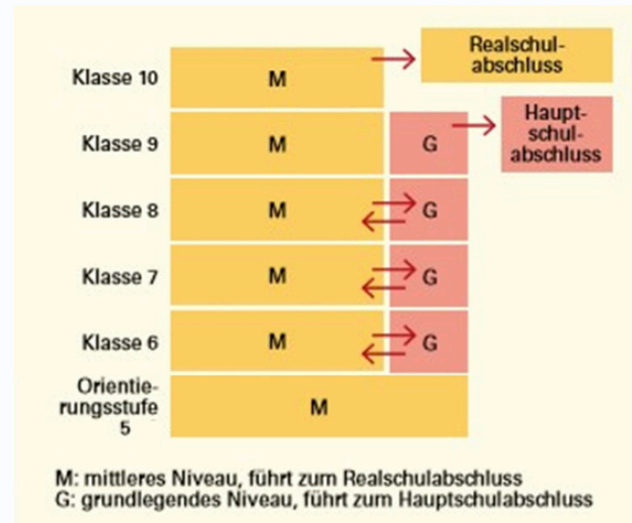 Realschul-
abschluss
Klasse 10
M
Haupt-
schul-
abschluss
Klasse 9
M
G
Klasse 8
M
G
Klasse 7
M
G
Klasse 6
M
G
Orientie-
rungsstufe
5
M
M: mittleres Niveau, führt zum Realschulabschluss
G: grundlegendes Niveau, führt zum Hauptschulabschluss